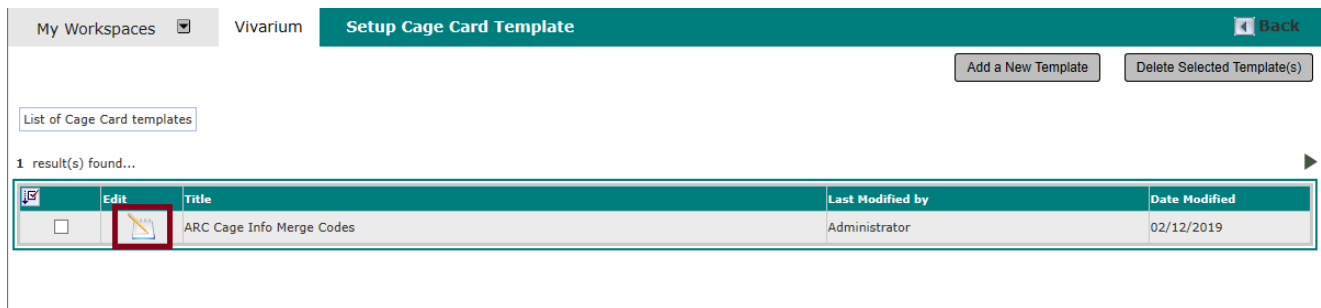 My Workspaces Vivarium Setup Cage Card Template Back
Add a New Template Delete Selected Template(s)
List of Cage Card templates
1 result(s) found...
Edit Title Last Modified by Date Modified
ARC Cage Info Merge Codes Administrator 02/12/2019